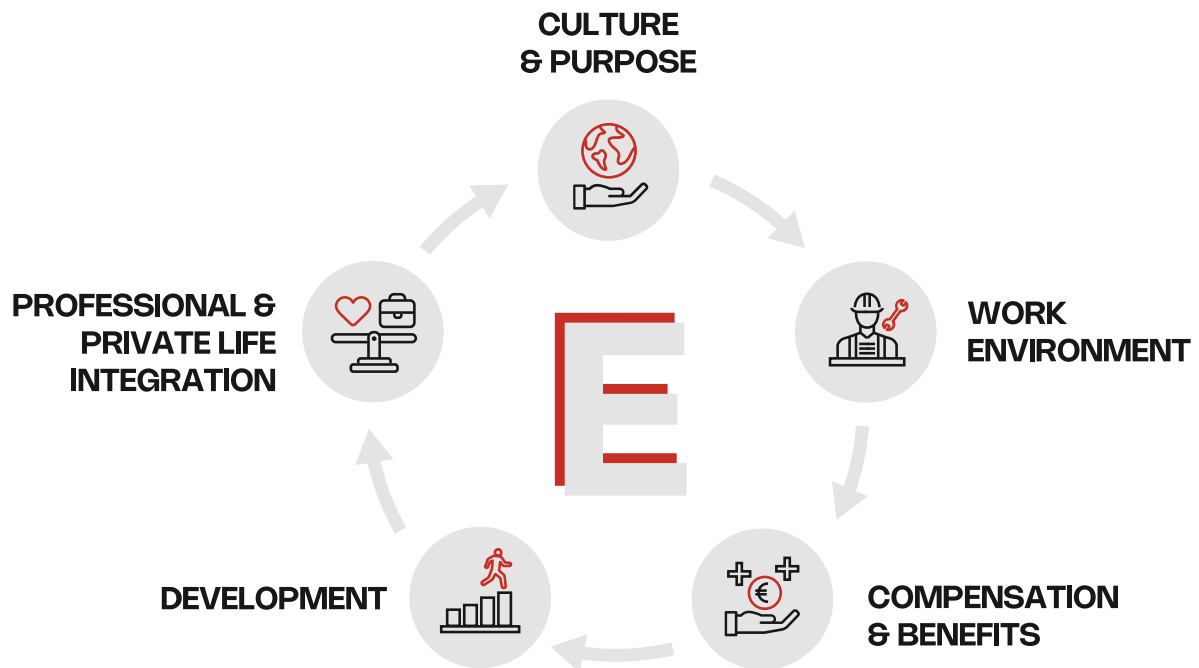 CULTURE
& PURPOSE
WORK
ENVIRONMENT
COMPENSATION
& BENEFITS
DEVELOPMENT
PROFESSIONAL &
PRIVATE LIFE
INTEGRATION
E
€